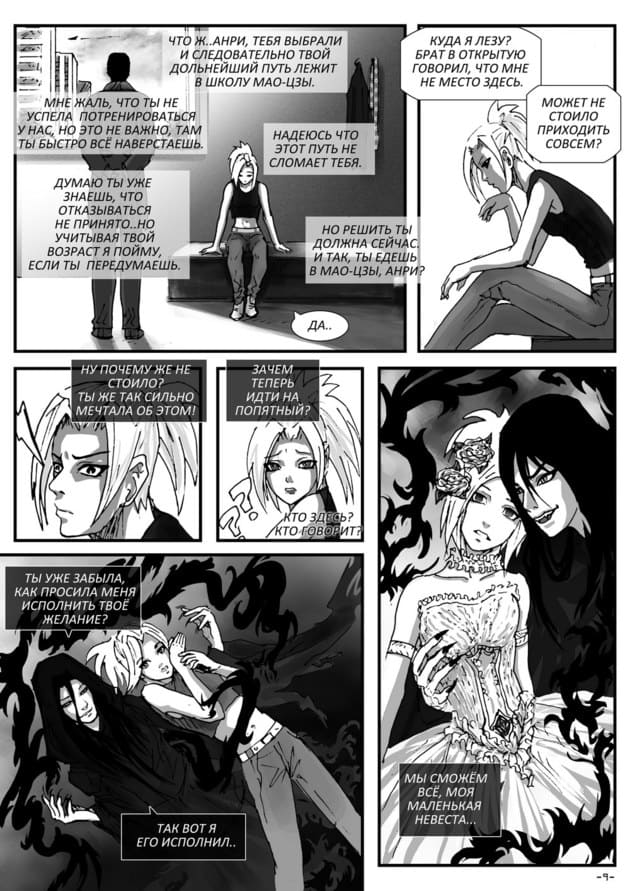 ЧТО Ж..АНРИ, ТЕБЯ ВЫБРАЛИ
И СЛЕДОВАТЕЛЬНО ТВОЙ
ДОЛЬНЕЙШИЙ ПУТЬ ЛЕЖИТ
В ШКОЛУ МАО-ЦЗЫ.
МНЕ ЖАЛЬ, ЧТО ТЫ НЕ
УСПЕЛА ПОТРЕНИРОВАТЬСЯ
У НАС, НО ЭТО НЕ ВАЖНО, ТАМ
ТЫ БЫСТРО ВСЁ НАВЕРСТАЕШЬ.
НАДЕЮСЬ ЧТО
ЭТОТ ПУТЬ НЕ
СЛОМАЕТ ТЕБЯ.
ДУМАЮ ТЫ УЖЕ
ЗНАЕШЬ, ЧТО
ОТКАЗЫВАТЬСЯ
НЕ ПРИНЯТО..НО
УЧИТЫВАЯ ТВОЙ
ВОЗРАСТ Я ПОЙМУ,
ЕСЛИ ТЫ ПЕРЕДУМАЕШЬ.
НО РЕШИТЬ ТЫ
ДОЛЖНА СЕЙЧАС.
И ТАК, ТЫ ЕДЕШЬ
В МАО-ЦЗЫ, АНРИ?
ДА..
КУДА Я ЛЕЗУ?
БРАТ В ОТКРЫТУЮ
ГОВОРИЛ, ЧТО МНЕ
НЕ МЕСТО ЗДЕСЬ.
МОЖЕТ НЕ
СТОИЛО
ПРИХОДИТЬ
СОВСЕМ?
НУ ПОЧЕМУ ЖЕ НЕ
СТОИЛО?
ТЫ ЖЕ ТАК СИЛЬНО
МЕЧТАЛА ОБ ЭТОМ!
ЗАЧЕМ
ТЕПЕРЬ
ИДТИ НА
ПОПЯТНЫЙ?
???
КТО ЗДЕСЬ?
КТО ГОВОРИТ?
ТЫ УЖЕ ЗАБЫЛА,
КАК ПРОСИЛА МЕНЯ
ИСПОЛНИТЬ ТВОЁ
ЖЕЛАНИЕ?
ТАК ВОТ Я
ЕГО ИСПОЛНИЛ..
МЫ СМОЖЕМ
ВСЁ, МОЯ
МАЛЕНЬКАЯ
НЕВЕСТА...
-9-